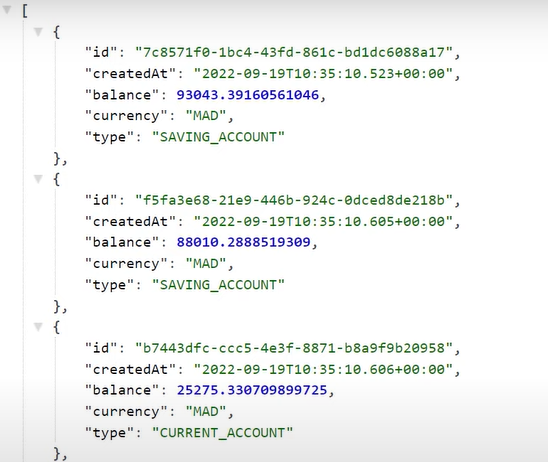 [
{
"id": "7c8571f0-1bc4-43fd-861c-bd1dc6088a17",
"createdAt": "2022-09-19T10:35:10.523+00:00",
"balance": 93043.39160561046,
"currency": "MAD",
"type": "SAVING_ACCOUNT"
},
{
"id": "f5fa3e68-21e9-446b-924c-0dced8de218b",
"createdAt": "2022-09-19T10:35:10.605+00:00",
"balance": 88010.2888519309,
"currency": "MAD",
"type": "SAVING_ACCOUNT"
},
{
"id": "b7443dfc-ccc5-4e3f-8871-b8a9f9b20958",
"createdAt": "2022-09-19T10:35:10.606+00:00",
"balance": 25275.330709899725,
"currency": "MAD",
"type": "CURRENT_ACCOUNT"
},